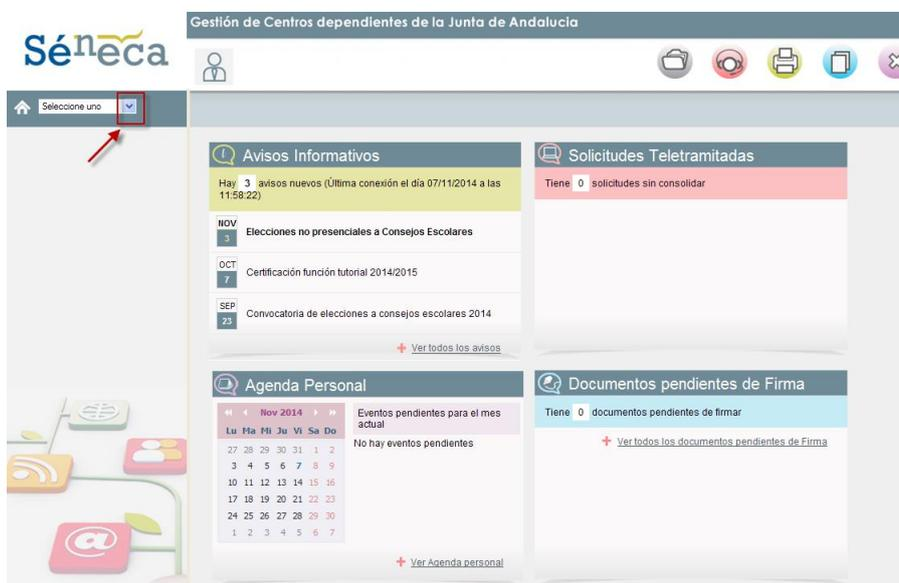 Gestión de Centros dependientes de la Junta de Andalucia
Séneca
Seleccione uno
Avisos Informativos
Hay 3 avisos nuevos (Última conexión el día 07/11/2014 a las
11:58:22)
NOV
3
Elecciones no presenciales a Consejos Escolares
OCT
7
Certificación función tutorial 2014/2015
SEP
23
Convocatoria de elecciones a consejos escolares 2014
Ver todos los avisos
Solicitudes Teletramitadas
Tiene 0 solicitudes sin consolidar
Agenda Personal
Nov 2014
Lu Ma Mi Ju Vi Sa Do
27 28 29 30 31 1 2
3 4 5 6 7 8 9
10 11 12 13 14 15 16
17 18 19 20 21 22 23
24 25 26 27 28 29 30
1 2 3 4 5 6 7
Eventos pendientes para el mes
actual
No hay eventos pendientes
Ver Agenda personal
Documentos pendientes de Firma
Tiene 0 documentos pendientes de firmar
Ver todos los documentos pendientes de Firma
@